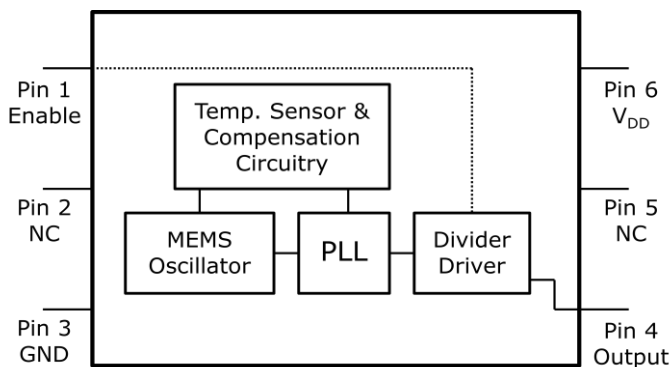 Pin 1
Enable
Pin 6
V_DD
Temp. Sensor &
Compensation
Circuitry
Pin 2
NC
Pin 5
NC
MEMS
Oscillator
PLL
Divider
Driver
Pin 3
GND
Pin 4
Output